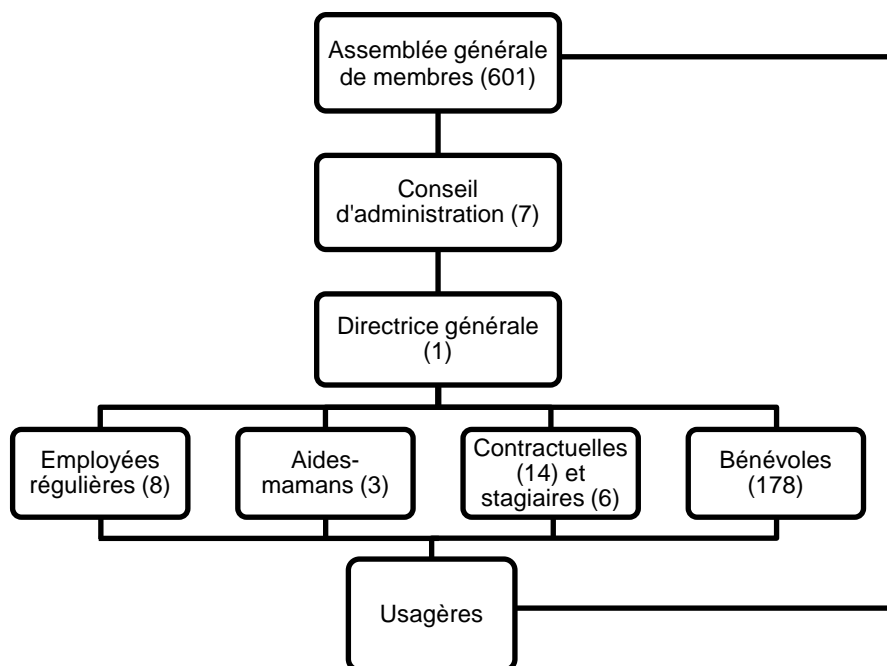 Assemblée générale
de membres (601)
Conseil
d'administration (7)
Directrice générale
(1)
Employées
régulières (8)
Aides-
mamans (3)
Contractuelles
(14) et
stagiaires (6)
Bénévoles
(178)
Usagères